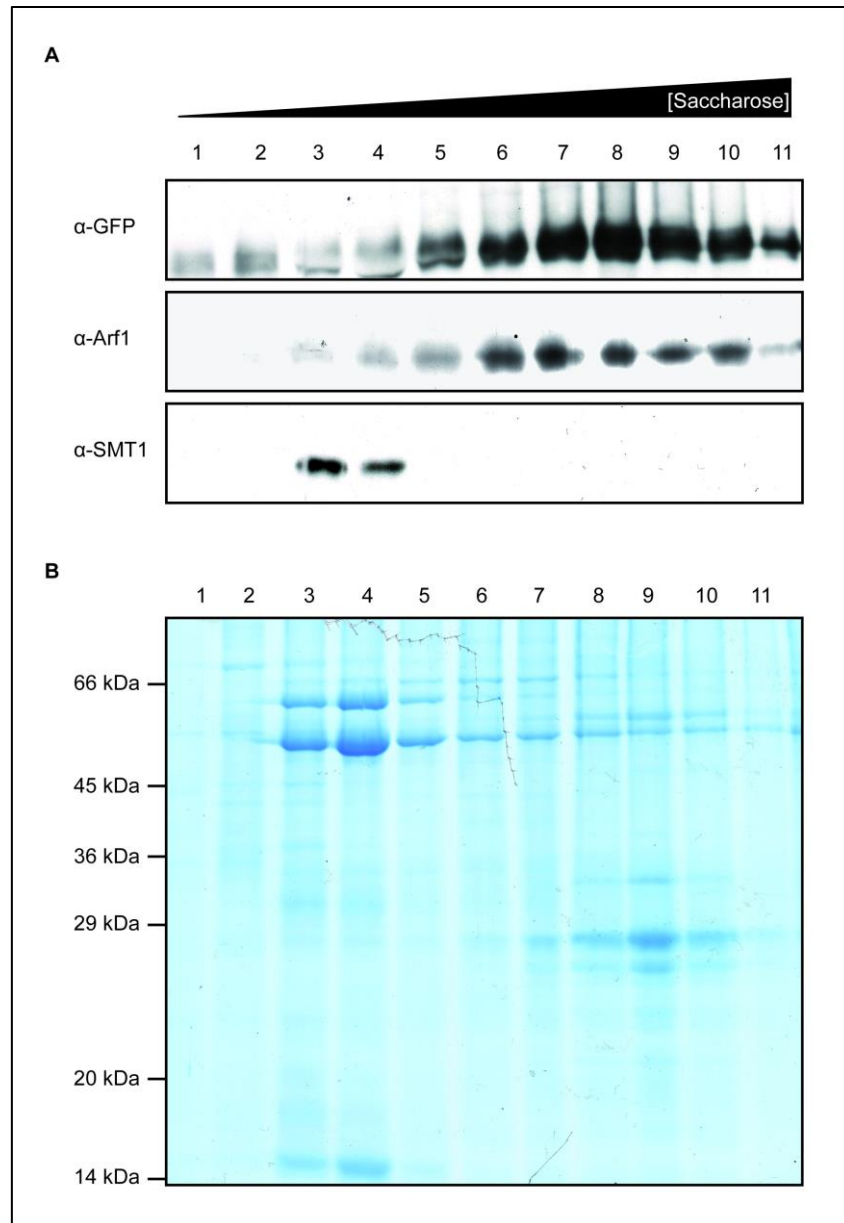 A
[Saccharose]
1 2 3 4 5 6 7 8 9 10 11
α-GFP
α-Arf1
α-SMT1
B
1 2 3 4 5 6 7 8 9 10 11
66 kDa
45 kDa
36 kDa
29 kDa
20 kDa
14 kDa